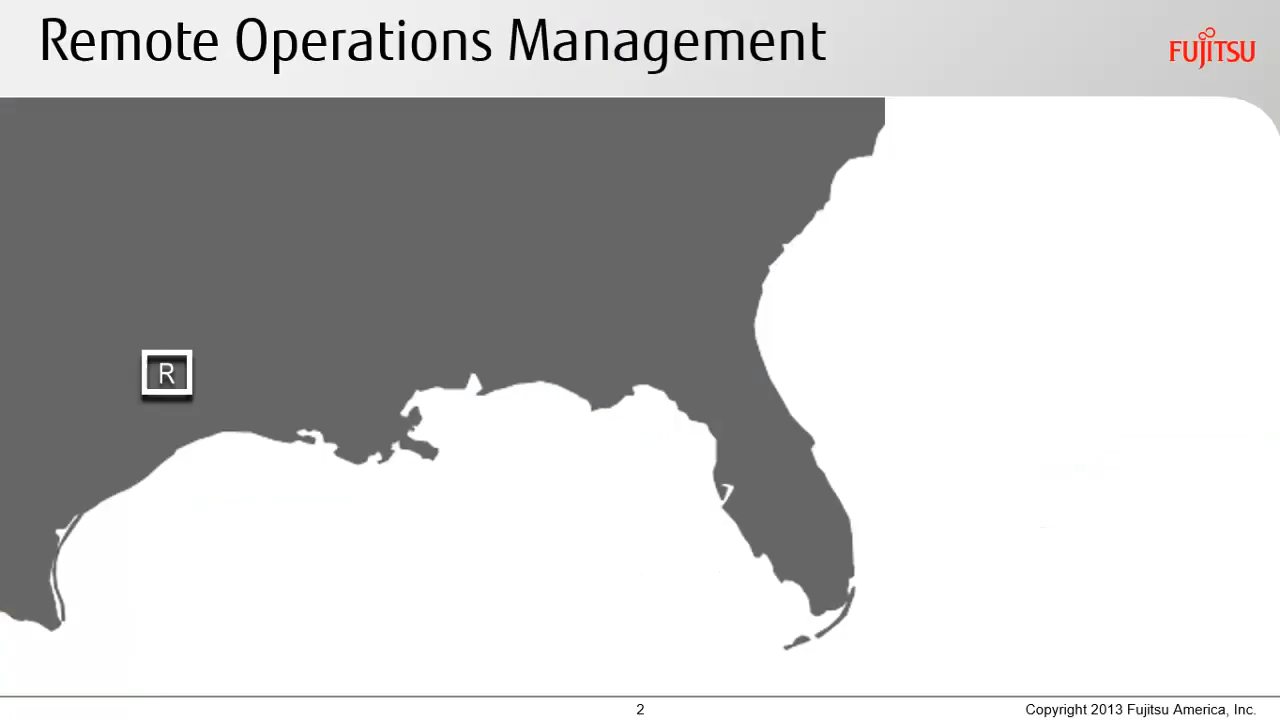 Remote Operations Management
FUJITSU
R
2
Copyright 2013 Fujitsu America, Inc.